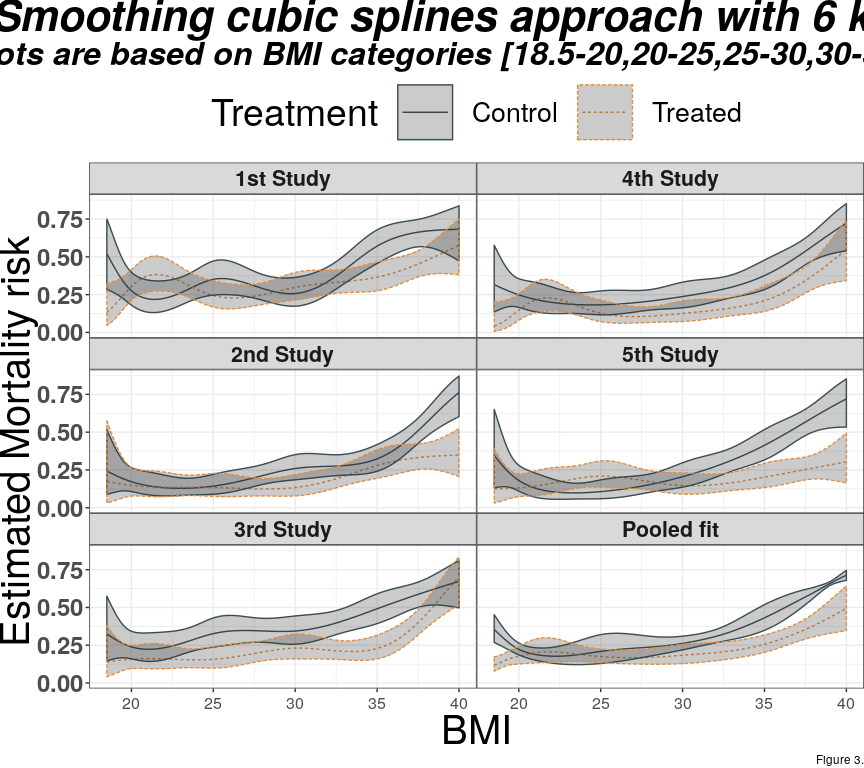 Smoothing cubic splines approach with 6
are based on BMI categories [18.5-20,20-25,25-30,30-
Treatment Control Treated
1st Study 4th Study
0.75
0.50
0.25
0.00
2nd Study 5th Study
0.75
0.50
0.25
0.00
3rd Study Pooled fit
0.75
0.50
0.25
0.00
Estimated Mortality risk
20 25 30 35 40 20 25 30 35 40
BMI
Figure 3.